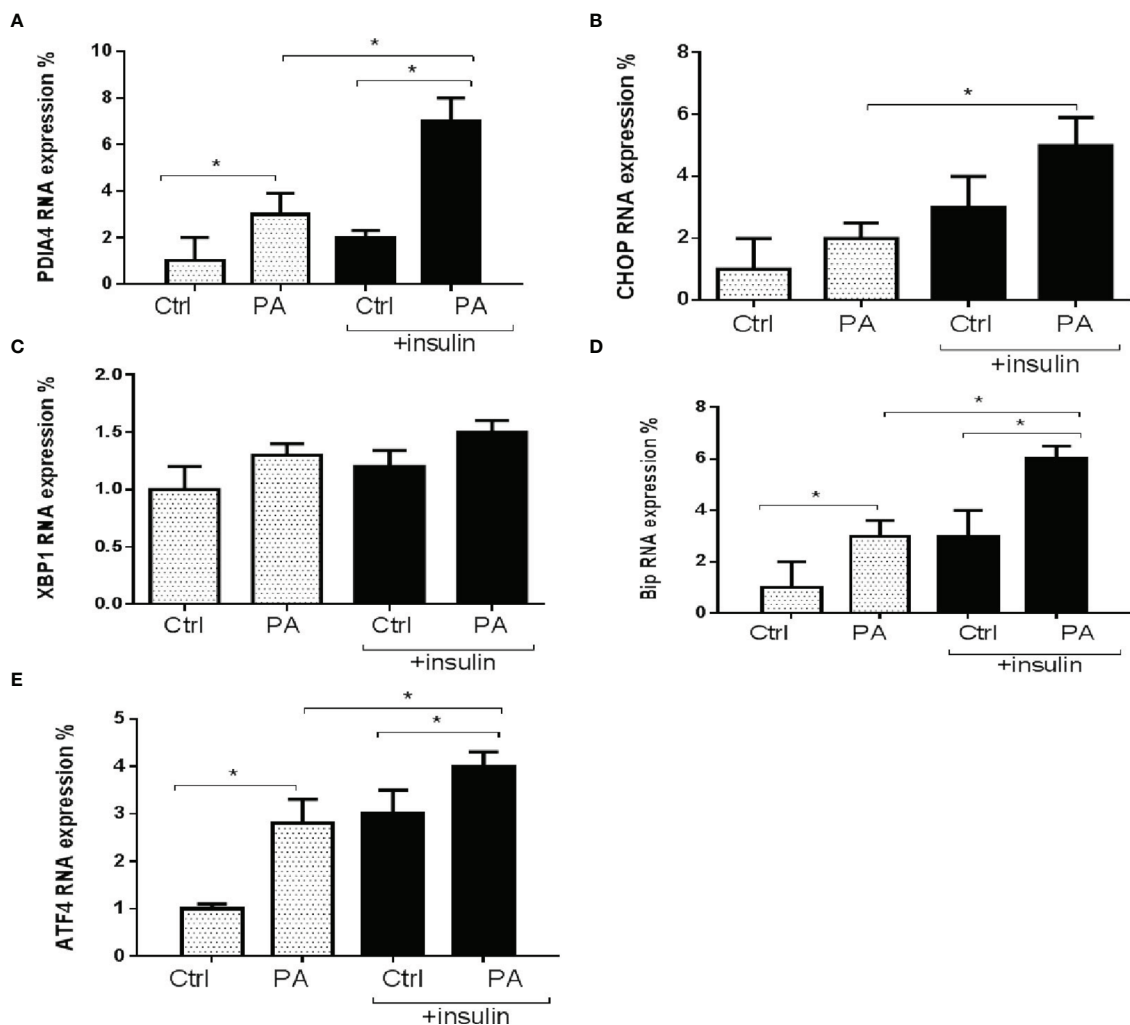 A
PDIA4 RNA expression %
10
8
6
4
2
0
*
*
*
Ctrl PA Ctrl PA
+insulin
B
CHOP RNA expression %
8
6
4
2
0
*
Ctrl PA Ctrl PA
+insulin
C
XBP1 RNA expression %
2.0
1.5
1.0
0.5
0.0
Ctrl PA Ctrl PA
+insulin
D
Bip RNA expression %
8
6
4
2
0
*
*
*
Ctrl PA Ctrl PA
+insulin
E
ATF4 RNA expression %
5
4
3
2
1
0
*
*
*
Ctrl PA Ctrl PA
+insulin